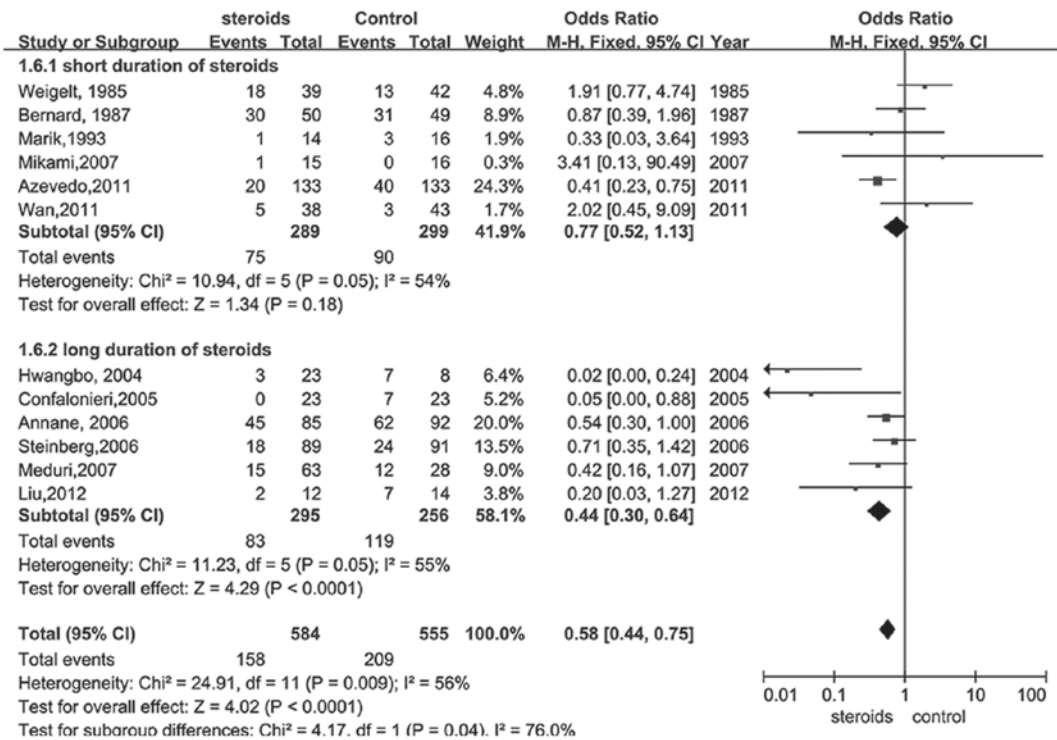 steroids Control Odds Ratio Odds Ratio
Study or Subgroup Events Total Events Total Weight M-H, Fixed, 95% CI Year M-H, Fixed, 95% CI
1.6.1 short duration of steroids
Weigelt, 1985 18 39 13 42 4.8% 1.91 [0.77, 4.74] 1985
Bernard, 1987 30 50 31 49 8.9% 0.87 [0.39, 1.96] 1987
Marik,1993 1 14 3 16 1.9% 0.33 [0.03, 3.64] 1993
Mikami,2007 1 15 0 16 0.3% 3.41 [0.13, 90.49] 2007
Azevedo,2011 20 133 40 133 24.3% 0.41 [0.23, 0.75] 2011
Wan,2011 5 38 3 43 1.7% 2.02 [0.45, 9.09] 2011
Subtotal (95% CI) 289 299 41.9% 0.77 [0.52, 1.13]
Total events 75 90
Heterogeneity: Chi² = 10.94, df = 5 (P = 0.05); I² = 54%
Test for overall effect: Z = 1.34 (P = 0.18)
1.6.2 long duration of steroids
Hwangbo, 2004 3 23 7 8 6.4% 0.02 [0.00, 0.24] 2004
Confalonieri,2005 0 23 7 23 5.2% 0.05 [0.00, 0.88] 2005
Annane, 2006 45 85 62 92 20.0% 0.54 [0.30, 1.00] 2006
Steinberg,2006 18 89 24 91 13.5% 0.71 [0.35, 1.42] 2006
Meduri,2007 15 63 12 28 9.0% 0.42 [0.16, 1.07] 2007
Liu,2012 2 12 7 14 3.8% 0.20 [0.03, 1.27] 2012
Subtotal (95% CI) 295 256 58.1% 0.44 [0.30, 0.64]
Total events 83 119
Heterogeneity: Chi² = 11.23, df = 5 (P = 0.05); I² = 55%
Test for overall effect: Z = 4.29 (P < 0.0001)
Total (95% CI) 584 555 100.0% 0.58 [0.44, 0.75]
Total events 158 209
Heterogeneity: Chi² = 24.91, df = 11 (P = 0.009); I² = 56%
Test for overall effect: Z = 4.02 (P < 0.0001)
Test for subgroup differences: Chi² = 4.17, df = 1 (P = 0.04), I² = 76.0%
0.01 0.1 1 10 100
steroids control